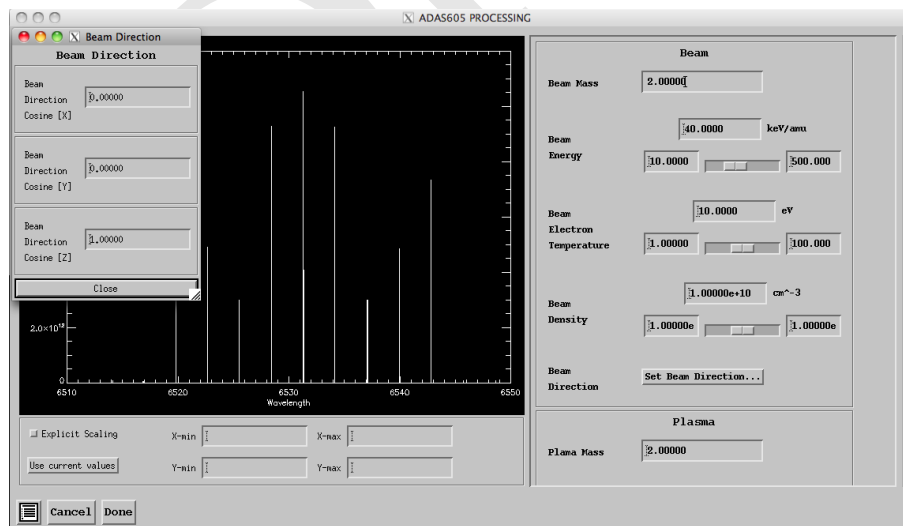 ADAS605 PROCESSING
Beam Direction
Beam Direction
Beam
Direction 0.00000
Cosine [X]
Beam
Direction 0.00000
Cosine [Y]
Beam
Direction 1.00000
Cosine [Z]
Close
2.0×10¹⁸
0
6510 6520 6530 6540 6550
Wavelength
Explicit Scaling X-min X-max
Use current values Y-min Y-max
Cancel Done
Beam
Beam Mass 2.00000
40.0000 keV/amu
Beam
Energy 10.0000 500.000
10.0000 eV
Beam
Electron
Temperature 1.00000 100.000
1.00000e+10 cm^-3
Beam
Density 1.00000e 1.00000e
Beam
Direction Set Beam Direction...
Plasma
Plama Mass 2.00000